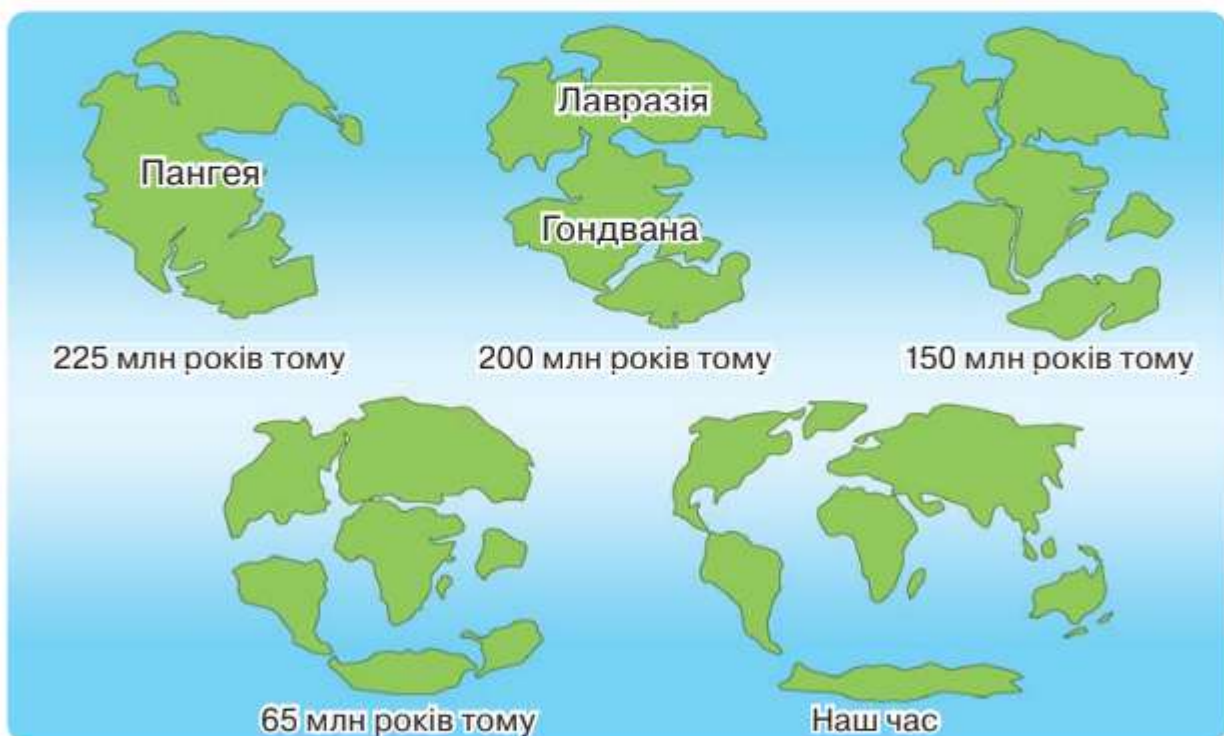 Пангея
Лавразія
Гондвана
225 млн років тому
200 млн років тому
150 млн років тому
65 млн років тому
Наш час